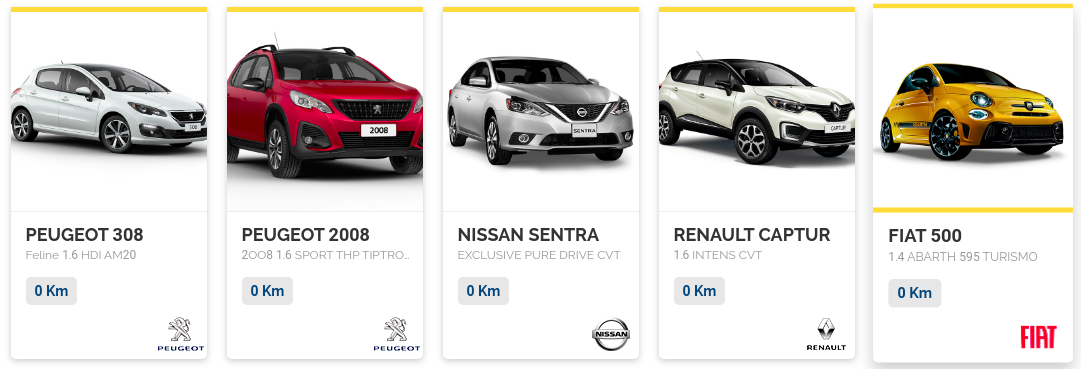 308
PEUGEOT 308
Feline 1.6 HDI AM20
0 Km
PEUGEOT
2008
PEUGEOT 2008
2OO8 1.6 SPORT THP TIPTRO..
0 Km
PEUGEOT
SENTRA
NISSAN SENTRA
EXCLUSIVE PURE DRIVE CVT
0 Km
NISSAN
CAPTUR
RENAULT CAPTUR
1.6 INTENS CVT
0 Km
RENAULT
FIAT 500
1.4 ABARTH 595 TURISMO
0 Km
FIAT